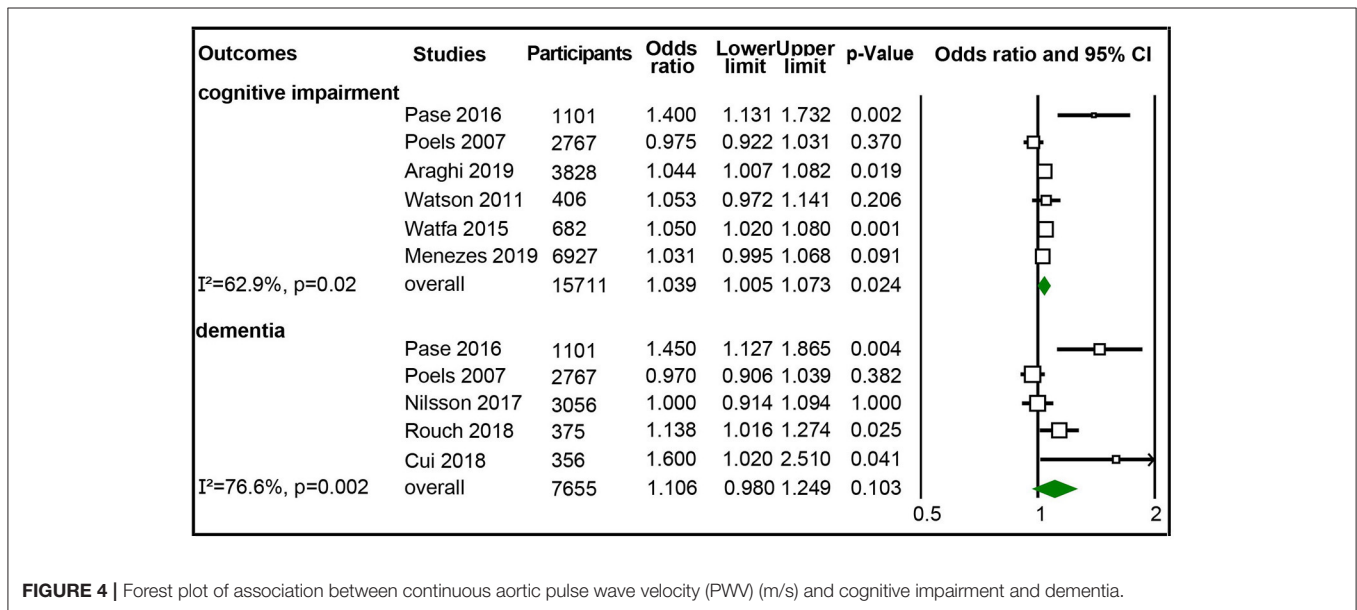 Outcomes Studies Participants Odds ratio Lower limit Upper limit p-Value Odds ratio and 95% CI
cognitive impairment
Pase 2016 1101 1.400 1.131 1.732 0.002
Poels 2007 2767 0.975 0.922 1.031 0.370
Araghi 2019 3828 1.044 1.007 1.082 0.019
Watson 2011 406 1.053 0.972 1.141 0.206
Watfa 2015 682 1.050 1.020 1.080 0.001
Menezes 2019 6927 1.031 0.995 1.068 0.091
I²=62.9%, p=0.02 overall 15711 1.039 1.005 1.073 0.024
dementia
Pase 2016 1101 1.450 1.127 1.865 0.004
Poels 2007 2767 0.970 0.906 1.039 0.382
Nilsson 2017 3056 1.000 0.914 1.094 1.000
Rouch 2018 375 1.138 1.016 1.274 0.025
Cui 2018 356 1.600 1.020 2.510 0.041
I²=76.6%, p=0.002 overall 7655 1.106 0.980 1.249 0.103
0.5 1 2
FIGURE 4 | Forest plot of association between continuous aortic pulse wave velocity (PWV) (m/s) and cognitive impairment and dementia.